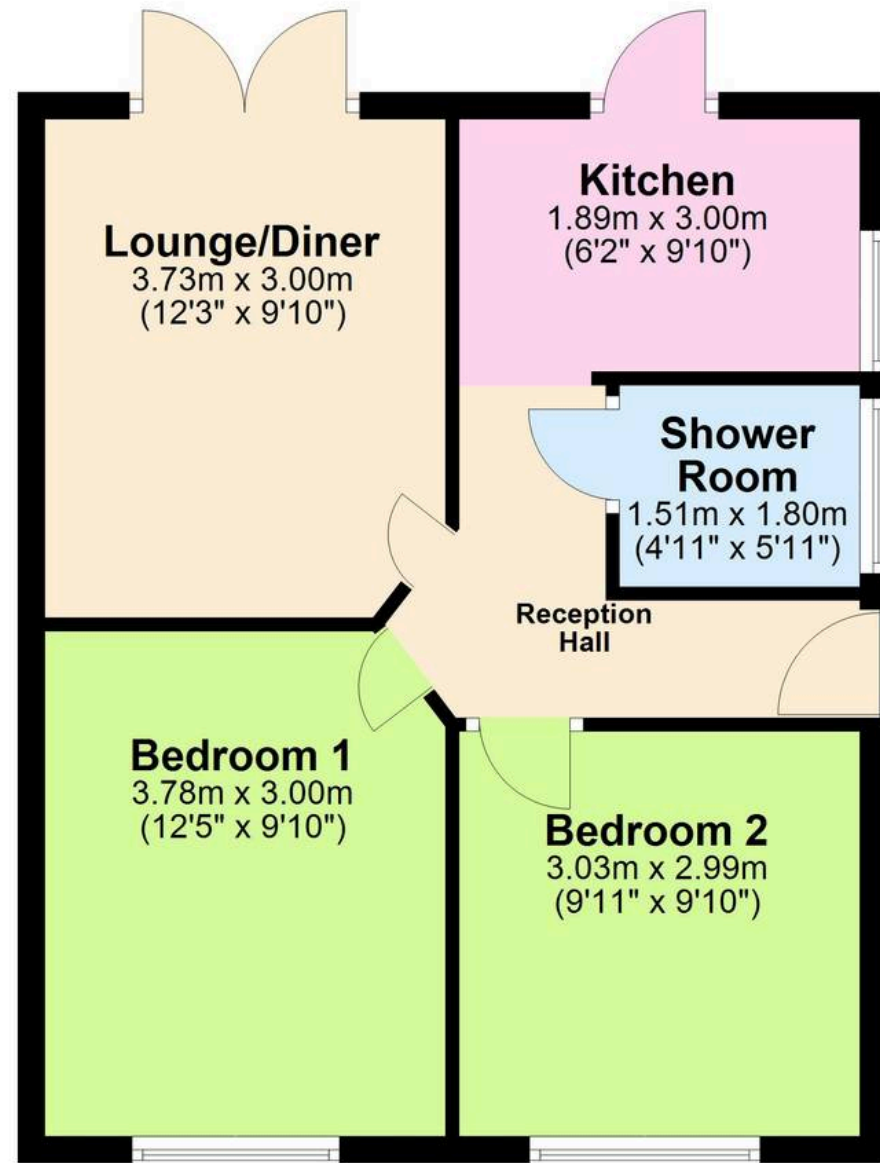 Kitchen
1.89m x 3.00m
(6'2" x 9'10")
Lounge/Diner
3.73m x 3.00m
(12'3" x 9'10")
Shower
Room
1.51m x 1.80m
(4'11" x 5'11")
Reception
Hall
Bedroom 1
3.78m x 3.00m
(12'5" x 9'10")
Bedroom 2
3.03m x 2.99m
(9'11" x 9'10")